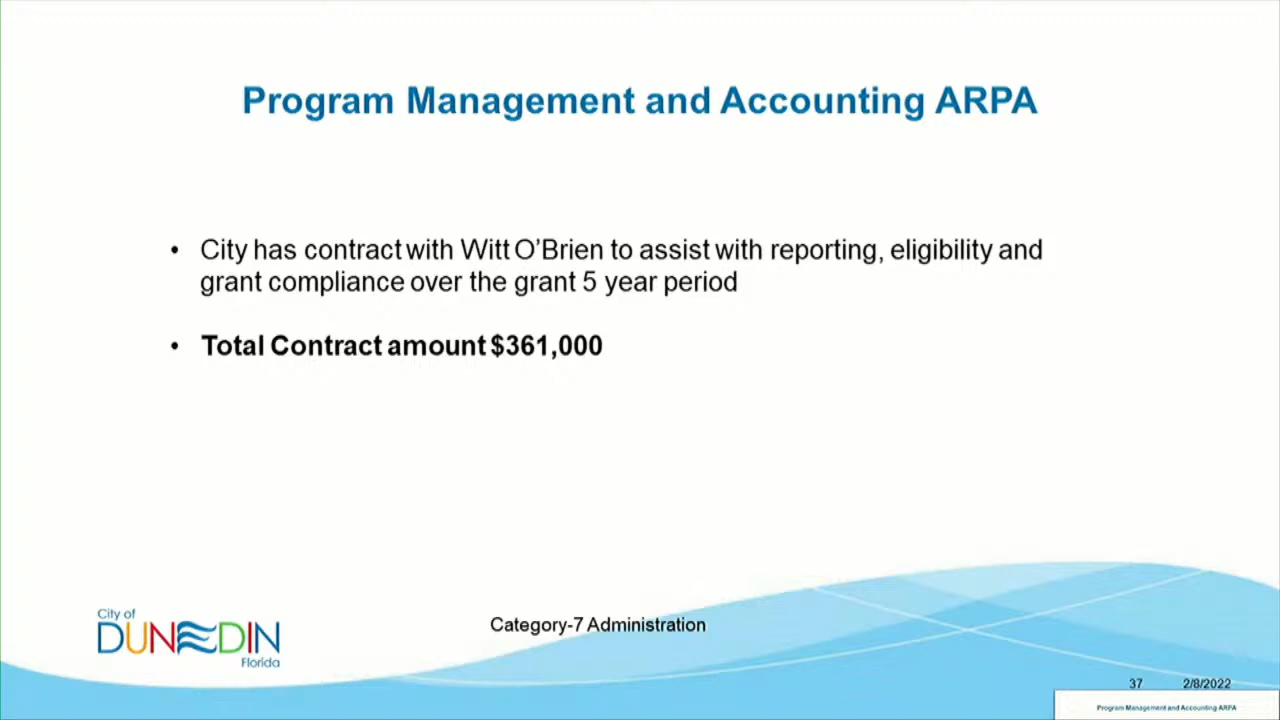 Program Management and Accounting ARPA
• City has contract with Witt O’Brien to assist with reporting, eligibility and
grant compliance over the grant 5 year period
• Total Contract amount $361,000
City of
DUNEDIN
Florida
Category-7 Administration
37 2/8/2022
Program Management and Accounting ARPA